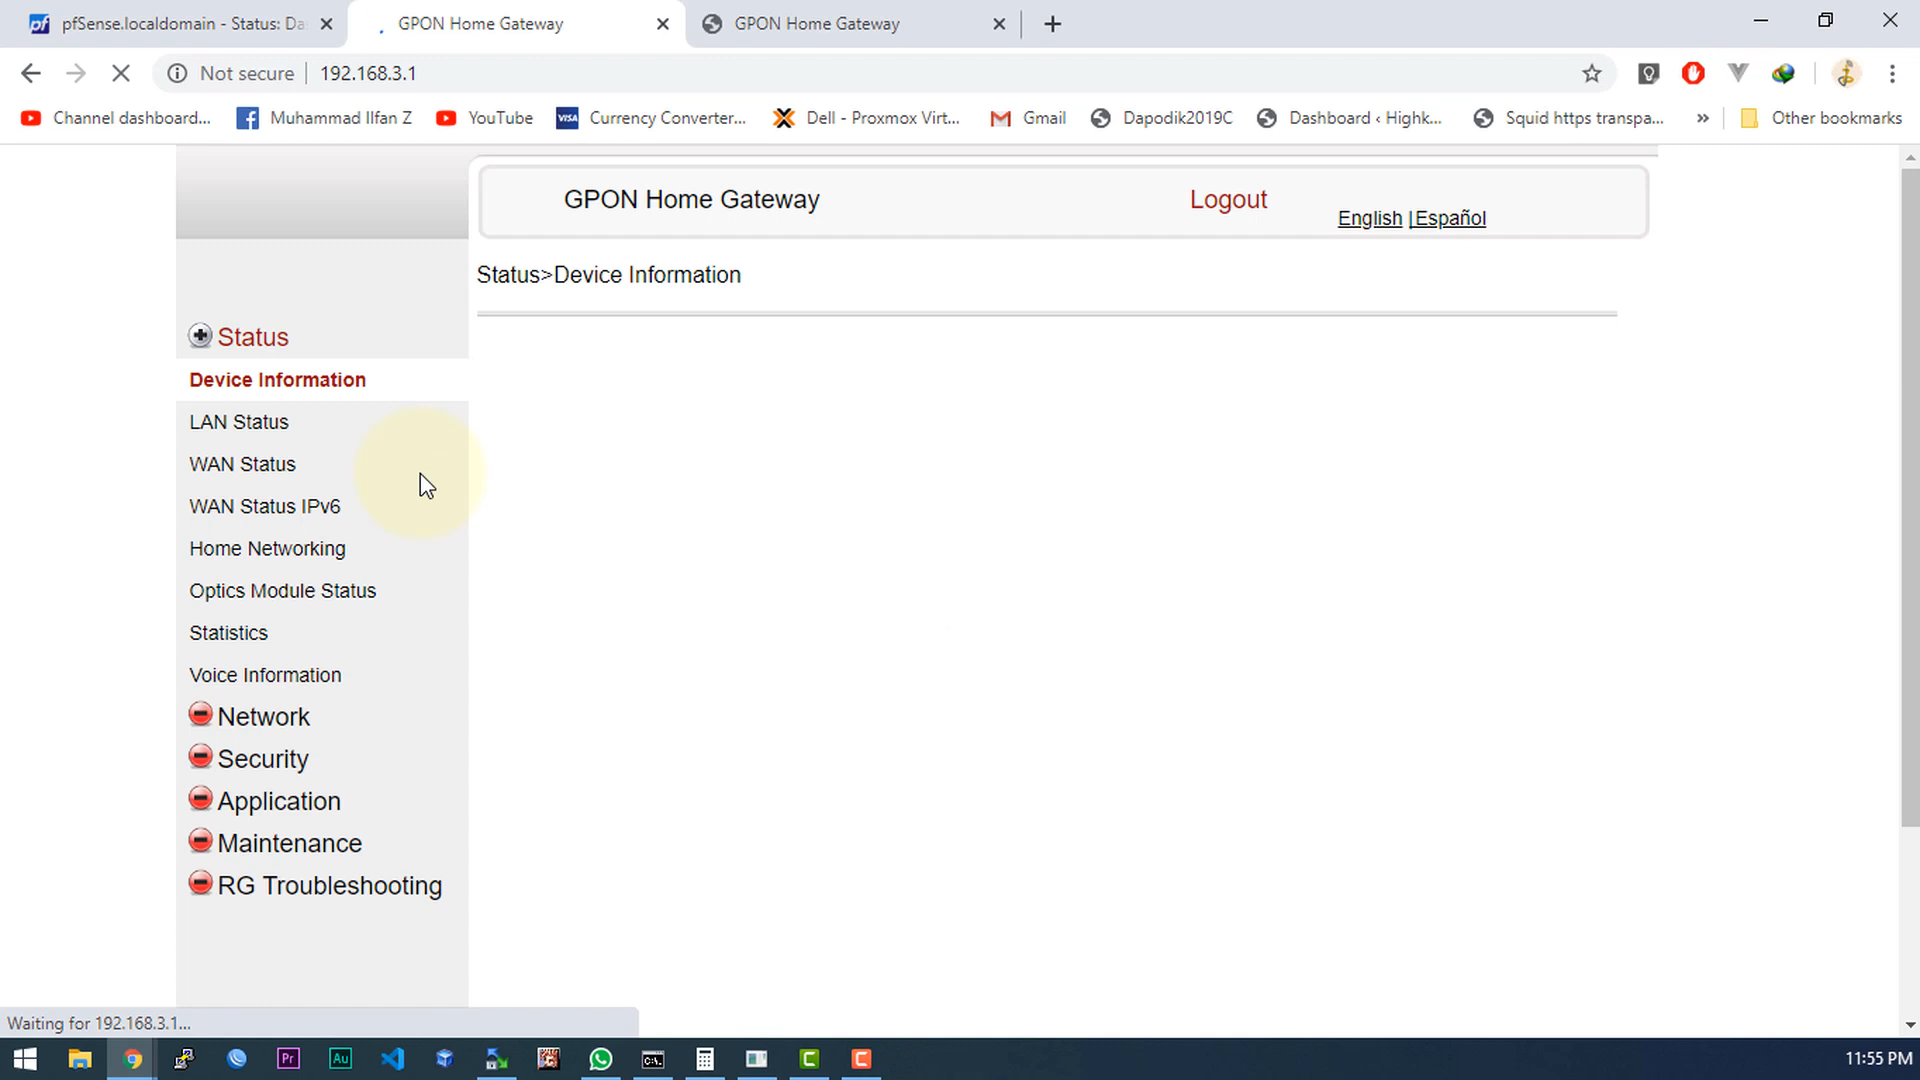 pfSense.localdomain - Status: Da
GPON Home Gateway
GPON Home Gateway
Not secure
192.168.3.1
Channel dashboard...
Muhammad Ilfan Z
YouTube
VISA
Currency Converter...
Dell - Proxmox Virt...
Gmail
Dapodik2019C
Dashboard ‹ Highk...
Squid https transpa...
»
Other bookmarks
GPON Home Gateway
Logout
English |Español
Status>Device Information
Status
Device Information
LAN Status
WAN Status
WAN Status IPv6
Home Networking
Optics Module Status
Statistics
Voice Information
Network
Security
Application
Maintenance
RG Troubleshooting
Waiting for 192.168.3.1...
Pr
Au
C:\.
C
C
11:55 PM